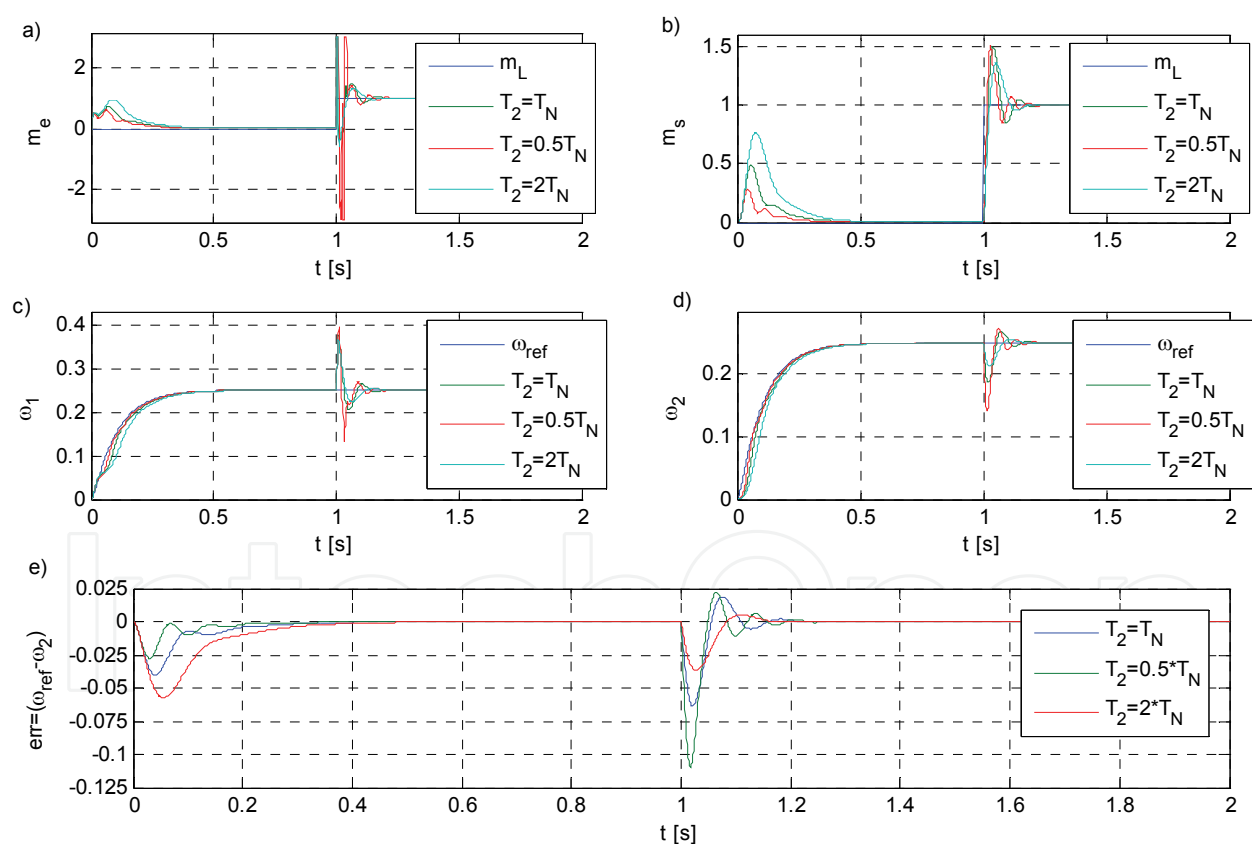 a)
m_e
2
0
-2
0
0.5
1
1.5
2
t [s]
m_L
T_2=T_N
T_2=0.5T_N
T_2=2T_N
b)
m_s
1.5
1
0.5
0
0
0.5
1
1.5
2
t [s]
m_L
T_2=T_N
T_2=0.5T_N
T_2=2T_N
c)
ω_1
0.4
0.3
0.2
0.1
0
0
0.5
1
1.5
2
t [s]
ω_ref
T_2=T_N
T_2=0.5T_N
T_2=2T_N
d)
ω_2
0.2
0.1
0
0
0.5
1
1.5
2
t [s]
ω_ref
T_2=T_N
T_2=0.5T_N
T_2=2T_N
IntechOpen
e)
err=(ω_ref-ω_2)
0.025
0
-0.025
-0.05
-0.075
-0.1
-0.125
0
0.2
0.4
0.6
0.8
1
1.2
1.4
1.6
1.8
2
t [s]
T_2=T_N
T_2=0.5*T_N
T_2=2*T_N